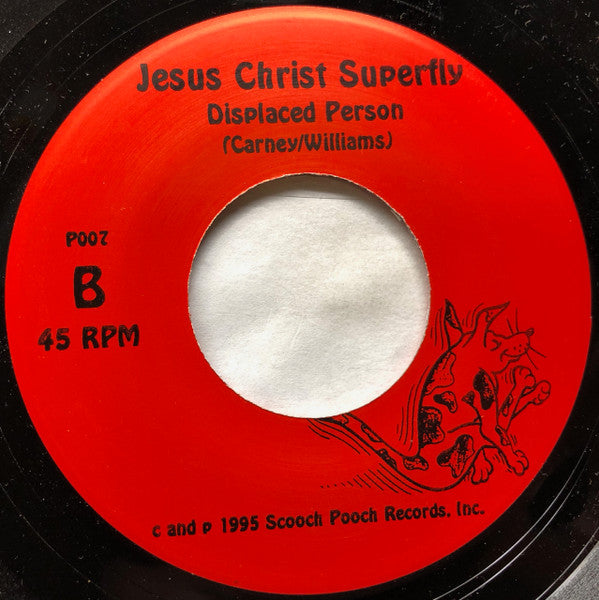 Jesus Christ Superfly
Displaced Person
(Carney/Williams)
P007
B
45 RPM
c and p 1995 Scooch Pooch Records, Inc.